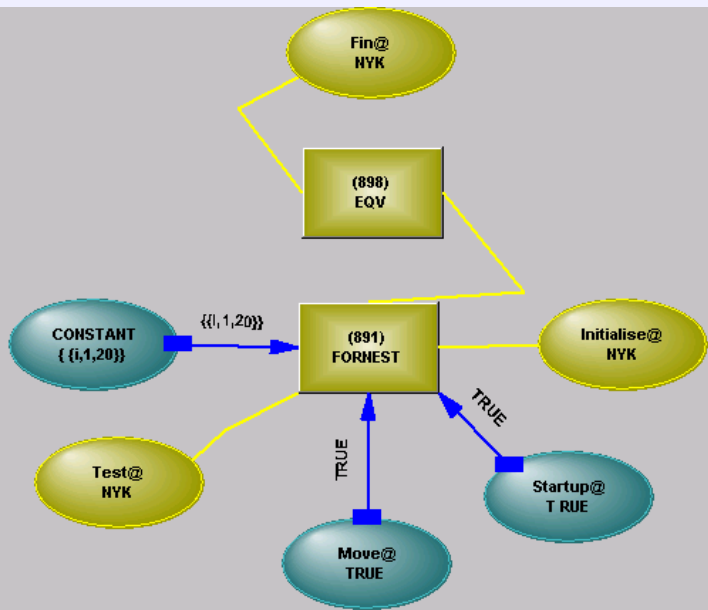 Fin@
NYK
(898)
EQV
{{i,1,20}}
CONSTANT
{ {i,1,20}}
(891)
FORNEST
Initialise@
NYK
TRUE
TRUE
Test@
NYK
Startup@
T RUE
Move@
TRUE